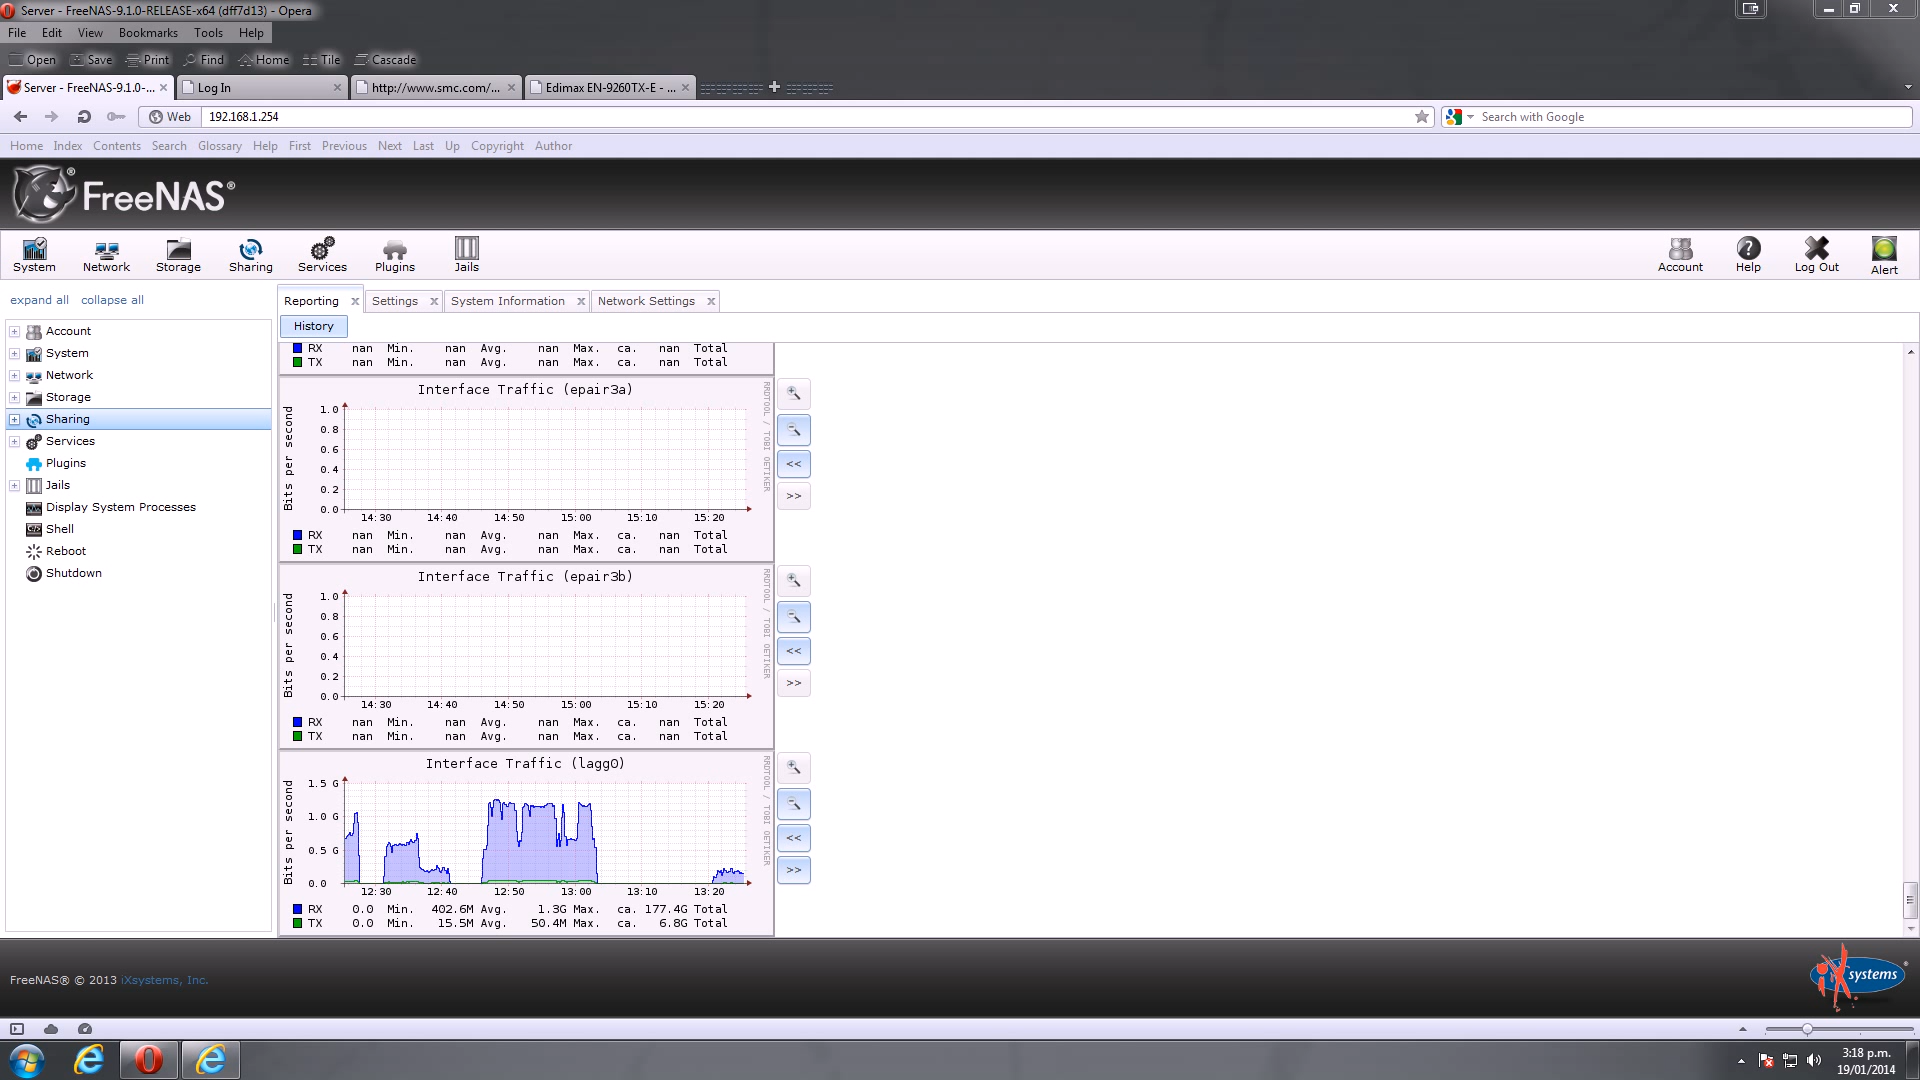 Server - FreeNAS-9.1.0-RELEASE-x64 (dff7d13) - Opera
File Edit View Bookmarks Tools Help
Open Save Print Find Home Tile Cascade
Server - FreeNAS-9.1.0-... Log In http://www.smc.com/... Edimax EN-9260TX-E - ...
Web 192.168.1.254 Search with Google
Home Index Contents Search Glossary Help First Previous Next Last Up Copyright Author
FreeNAS®
System Network Storage Sharing Services Plugins Jails Account Help Log Out Alert
expand all collapse all
Reporting Settings System Information Network Settings
History
Account
System
Network
Storage
Sharing
Services
Plugins
Jails
Display System Processes
Shell
Reboot
Shutdown
RX nan Min. nan Avg. nan Max. ca. nan Total
TX nan Min. nan Avg. nan Max. ca. nan Total
Interface Traffic (epair3a)
RRDTOOL / TOBI OETIKER
Bits per second
1.0
0.8
0.6
0.4
0.2
0.0
14:30 14:40 14:50 15:00 15:10 15:20
RX nan Min. nan Avg. nan Max. ca. nan Total
TX nan Min. nan Avg. nan Max. ca. nan Total
<<
>>
Interface Traffic (epair3b)
RRDTOOL / TOBI OETIKER
Bits per second
1.0
0.8
0.6
0.4
0.2
0.0
14:30 14:40 14:50 15:00 15:10 15:20
RX nan Min. nan Avg. nan Max. ca. nan Total
TX nan Min. nan Avg. nan Max. ca. nan Total
<<
>>
Interface Traffic (lagg0)
RRDTOOL / TOBI OETIKER
Bits per second
1.5 G
1.0 G
0.5 G
0.0
12:30 12:40 12:50 13:00 13:10 13:20
RX 0.0 Min. 402.6M Avg. 1.3G Max. ca. 177.4G Total
TX 0.0 Min. 15.5M Avg. 50.4M Max. ca. 6.8G Total
<<
>>
FreeNAS® © 2013 iXsystems, Inc.
iXsystems®
3:18 p.m.
19/01/2014